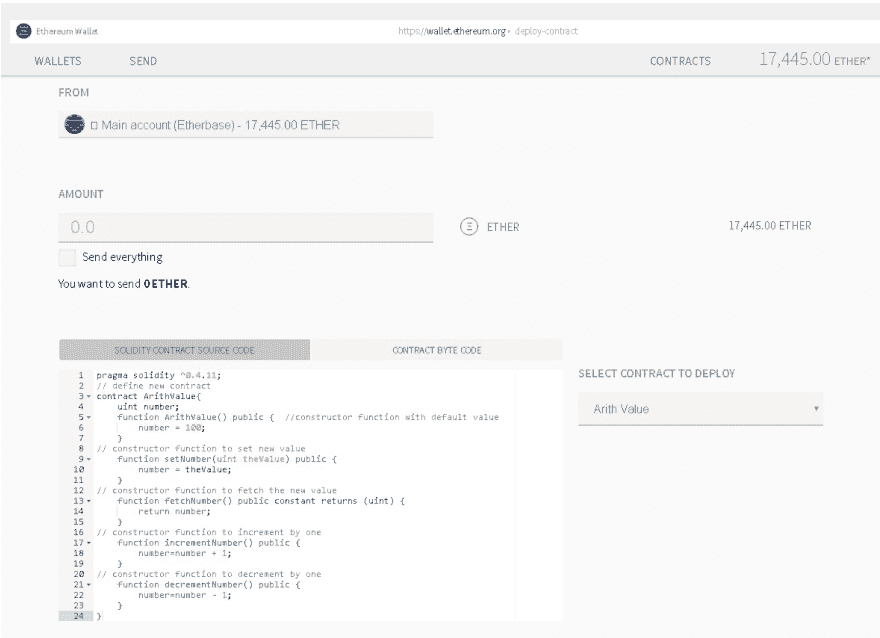 Ethereum Wallet
https://wallet.ethereum.org › deploy-contract
WALLETS SEND CONTRACTS 17,445.00 ETHER*
FROM
Main account (Etherbase) - 17,445.00 ETHER
AMOUNT
0.0 ETHER 17,445.00 ETHER
Send everything
You want to send 0 ETHER.
SOLIDITY CONTRACT SOURCE CODE CONTRACT BYTE CODE
SELECT CONTRACT TO DEPLOY
Arith Value
1 pragma solidity ^0.4.11;
2 // define new contract
3 contract ArithValue{
4 uint number;
5 function ArithValue() public { //constructor function with default value
6 number = 100;
7 }
8 // constructor function to set new value
9 function setNumber(uint theValue) public {
10 number = theValue;
11 }
12 // constructor function to fetch the new value
13 function fetchNumber() public constant returns (uint) {
14 return number;
15 }
16 // constructor function to increment by one
17 function incrementNumber() public {
18 number=number + 1;
19 }
20 // constructor function to decrement by one
21 function decrementNumber() public {
22 number=number - 1;
23 }
24 }